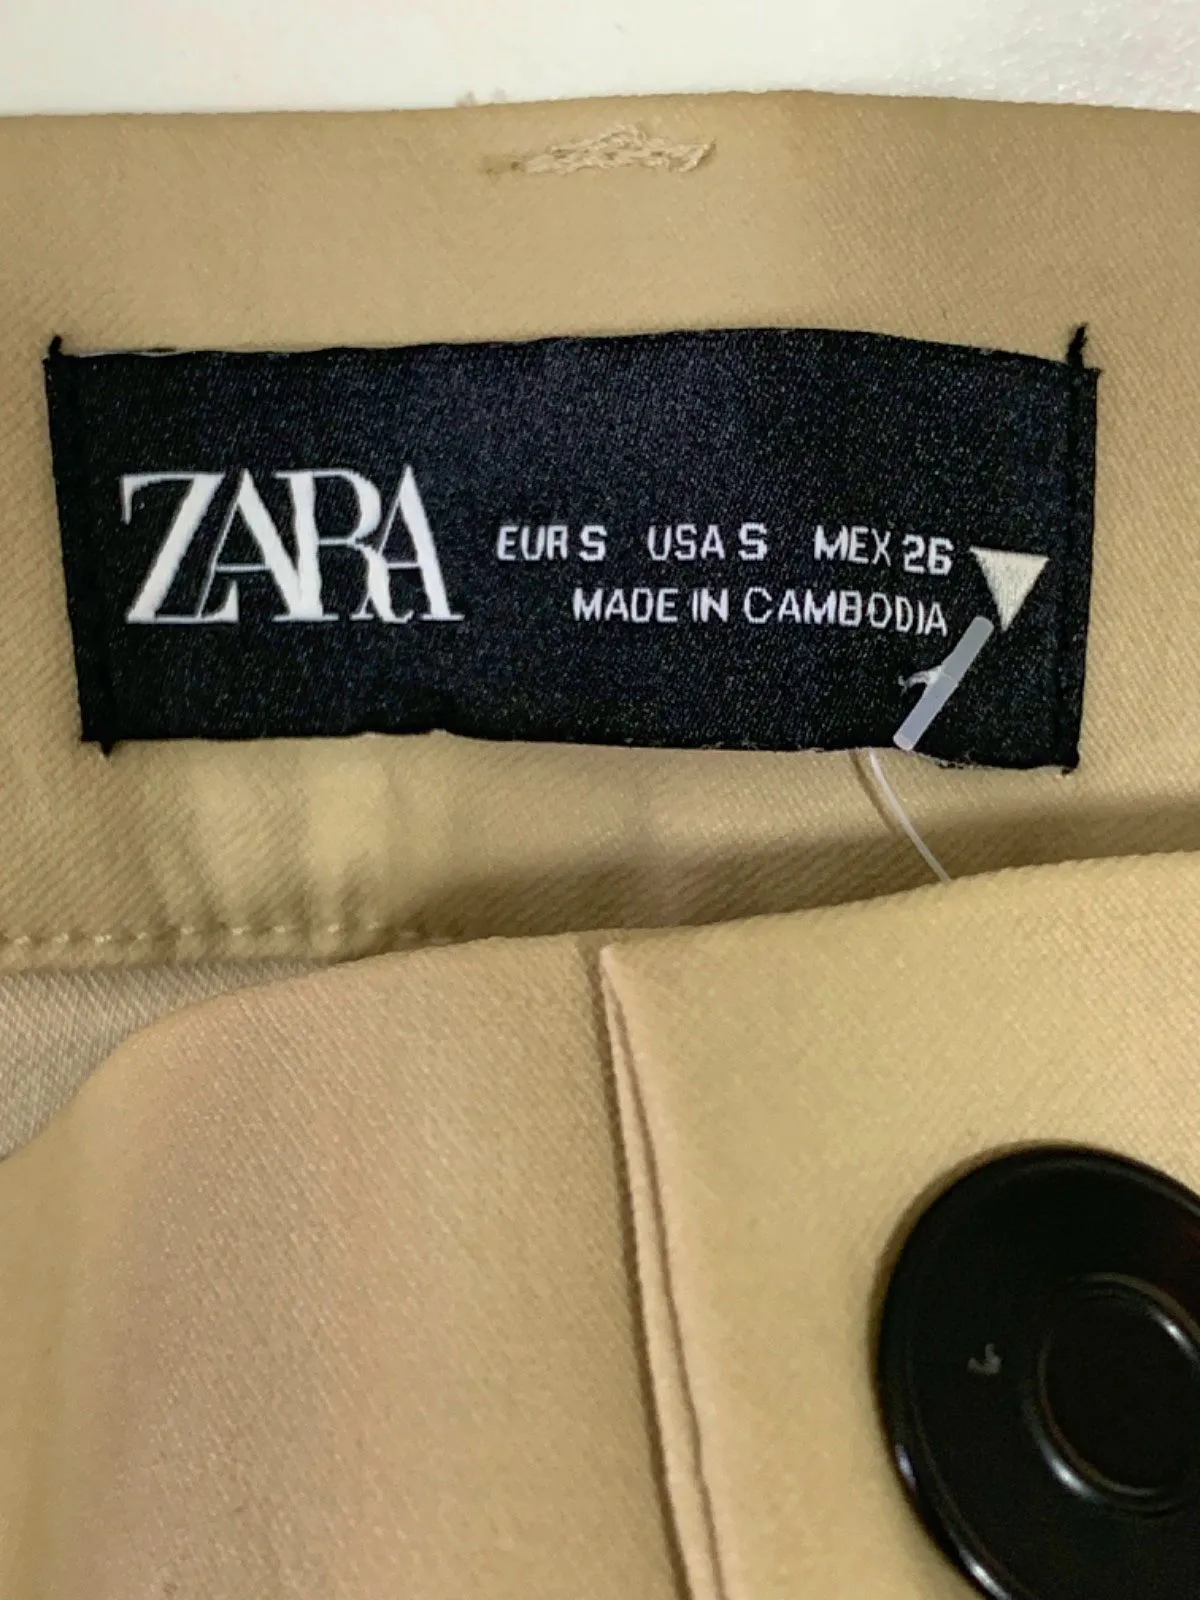 ZARA
EUR S USA S MEX 26
MADE IN CAMBODIA